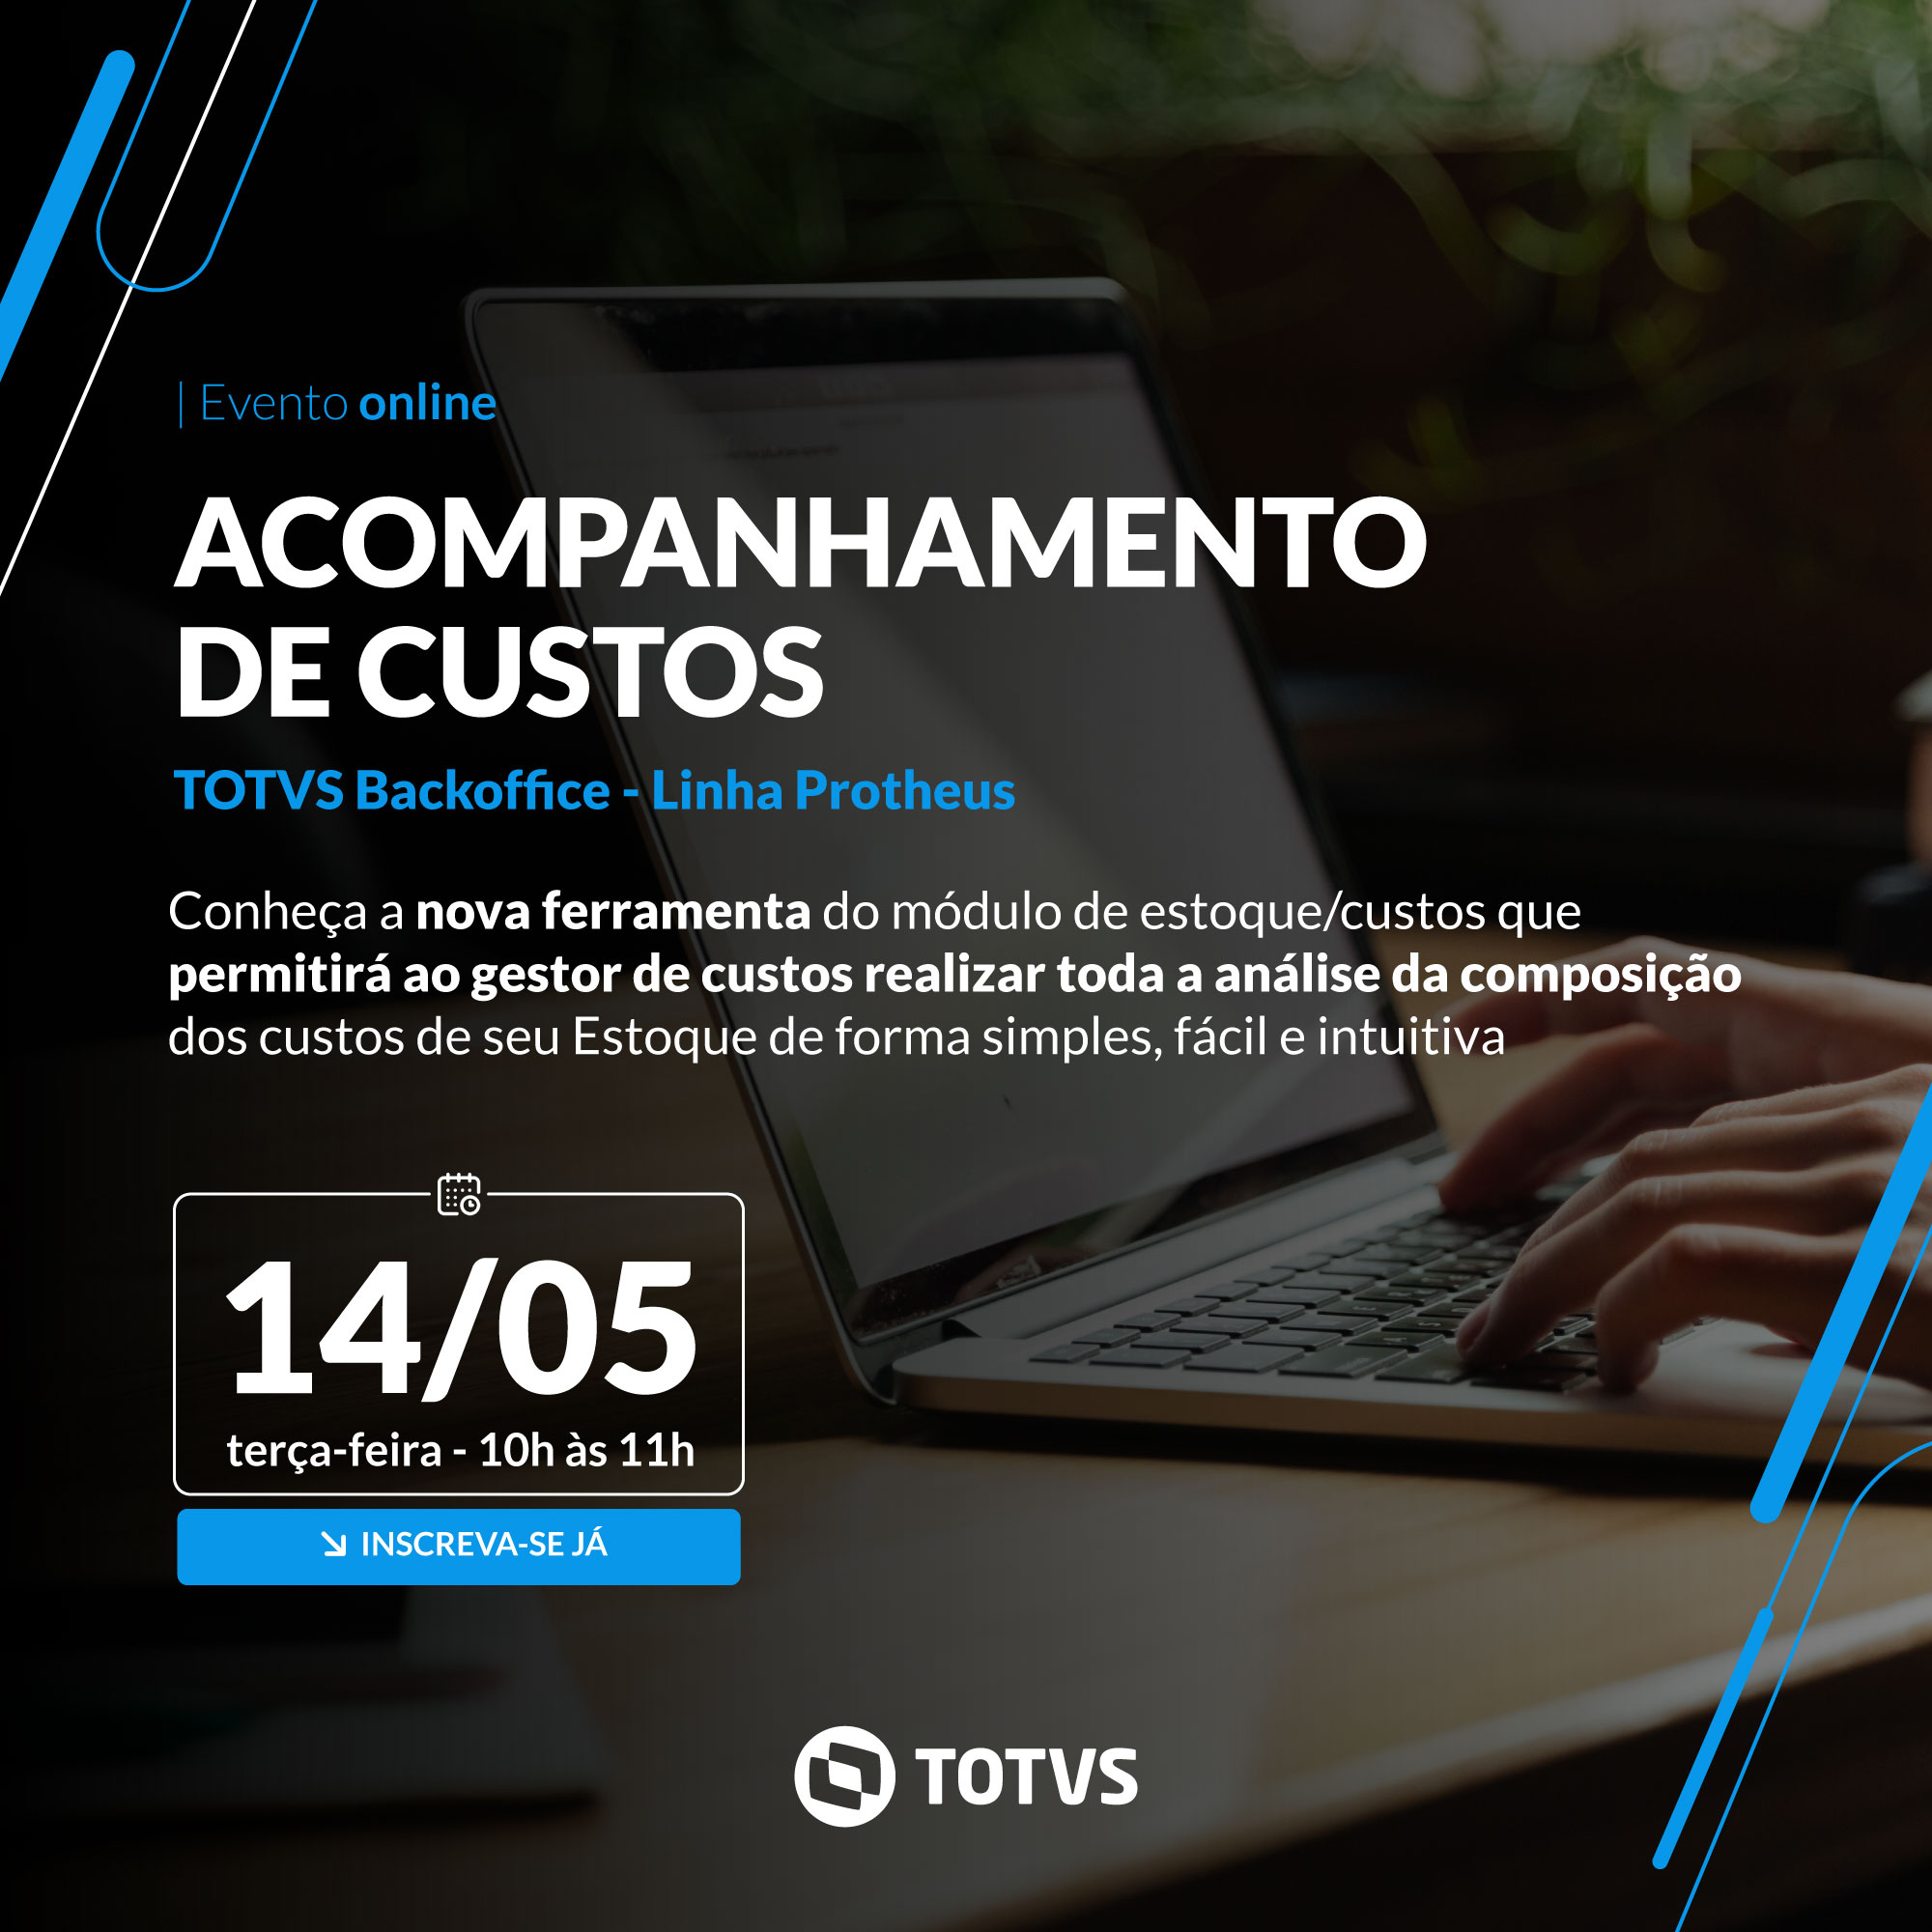 | Evento online
ACOMPANHAMENTO
DE CUSTOS
TOTVS Backoffice - Linha Protheus
Conheça a nova ferramenta do módulo de estoque/custos que
permitirá ao gestor de custos realizar toda a análise da composição
dos custos de seu Estoque de forma simples, fácil e intuitiva
14/05
terça-feira - 10h às 11h
INSCREVA-SE JÁ
TOTVS